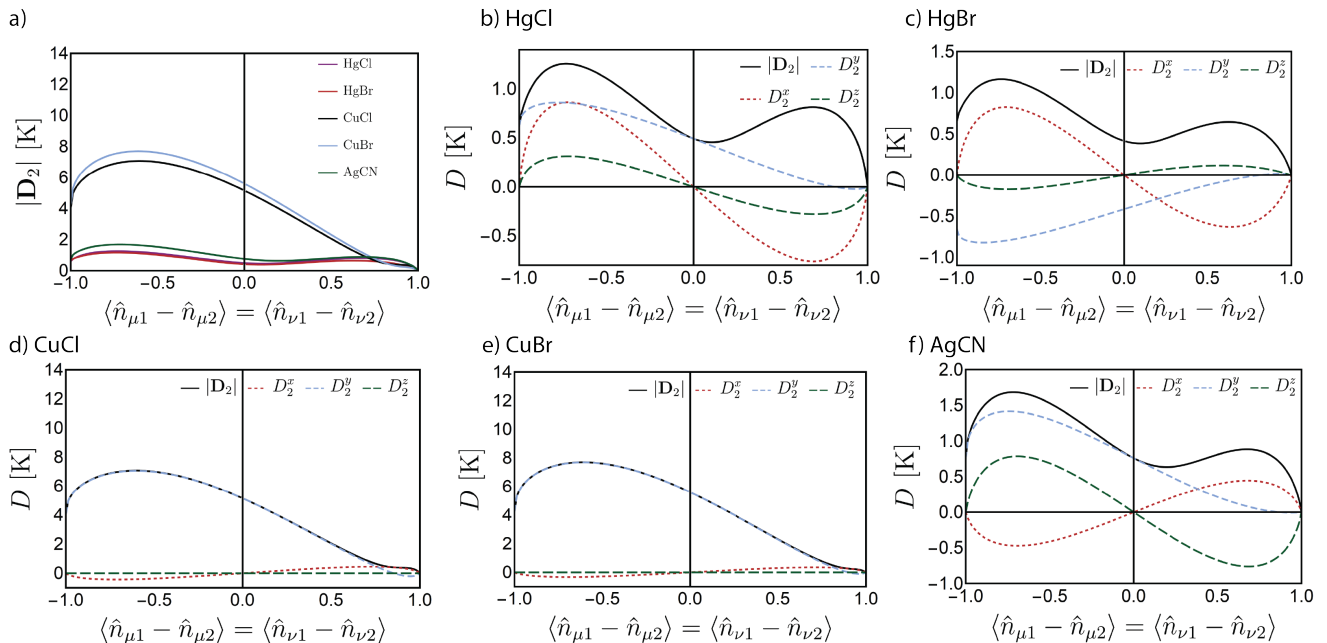 a)
14
12
10
8
6
4
2
0
|D₂| [K]
HgCl
HgBr
CuCl
CuBr
AgCN
-1.0 -0.5 0.0 0.5 1.0
⟨n̂μ1 − n̂μ2⟩ = ⟨n̂ν1 − n̂ν2⟩
b) HgCl
1.0
0.5
0.0
-0.5
D [K]
|D₂| D₂ʸ
D₂ˣ D₂ᶻ
-1.0 -0.5 0.0 0.5 1.0
⟨n̂μ1 − n̂μ2⟩ = ⟨n̂ν1 − n̂ν2⟩
c) HgBr
1.5
1.0
0.5
0.0
-0.5
-1.0
D [K]
|D₂| D₂ˣ D₂ʸ D₂ᶻ
-1.0 -0.5 0.0 0.5 1.0
⟨n̂μ1 − n̂μ2⟩ = ⟨n̂ν1 − n̂ν2⟩
d) CuCl
14
12
10
8
6
4
2
0
D [K]
|D₂| D₂ˣ D₂ʸ D₂ᶻ
-1.0 -0.5 0.0 0.5 1.0
⟨n̂μ1 − n̂μ2⟩ = ⟨n̂ν1 − n̂ν2⟩
e) CuBr
14
12
10
8
6
4
2
0
D [K]
|D₂| D₂ˣ D₂ʸ D₂ᶻ
-1.0 -0.5 0.0 0.5 1.0
⟨n̂μ1 − n̂μ2⟩ = ⟨n̂ν1 − n̂ν2⟩
f) AgCN
2.0
1.5
1.0
0.5
0.0
-0.5
-1.0
D [K]
|D₂| D₂ˣ D₂ʸ D₂ᶻ
-1.0 -0.5 0.0 0.5 1.0
⟨n̂μ1 − n̂μ2⟩ = ⟨n̂ν1 − n̂ν2⟩